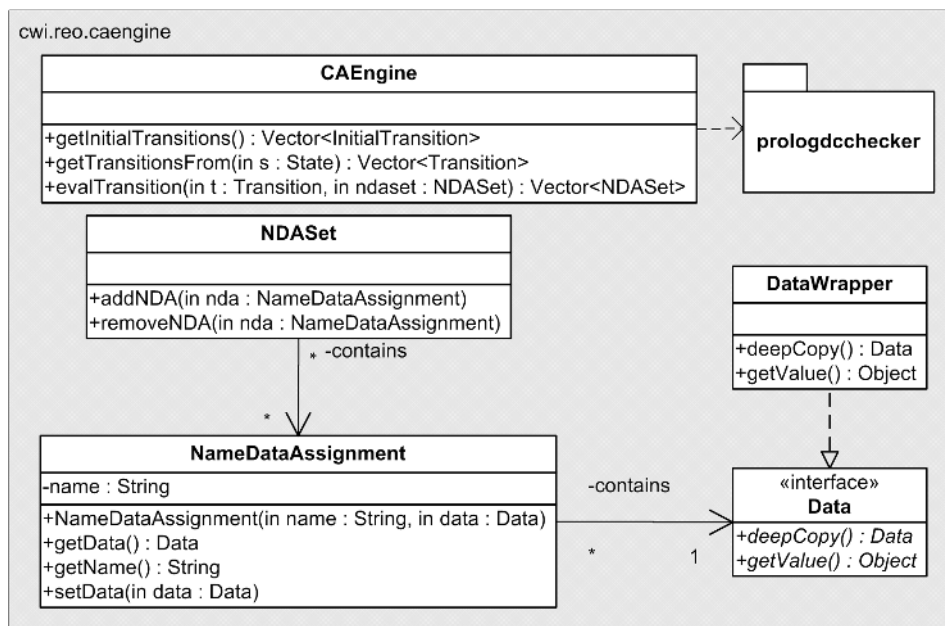 cwi.reo.caengine
CAEngine
+getInitialTransitions() : Vector<InitialTransition>
+getTransitionsFrom(in s : State) : Vector<Transition>
+evalTransition(in t : Transition, in ndaset : NDASet) : Vector<NDASet>
prologdcchecker
NDASet
+addNDA(in nda : NameDataAssignment)
+removeNDA(in nda : NameDataAssignment)
DataWrapper
+deepCopy() : Data
+getValue() : Object
* -contains
*
NameDataAssignment
-name : String
+NameDataAssignment(in name : String, in data : Data)
+getData() : Data
+getName() : String
+setData(in data : Data)
-contains
* 1
«interface»
Data
+deepCopy() : Data
+getValue() : Object